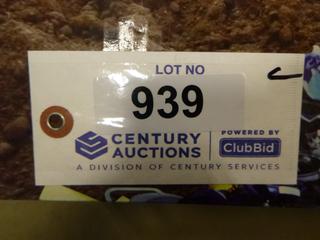 LOT NO
939
CENTURY
AUCTIONS
POWERED BY
ClubBid
A DIVISION OF CENTURY SERVICES